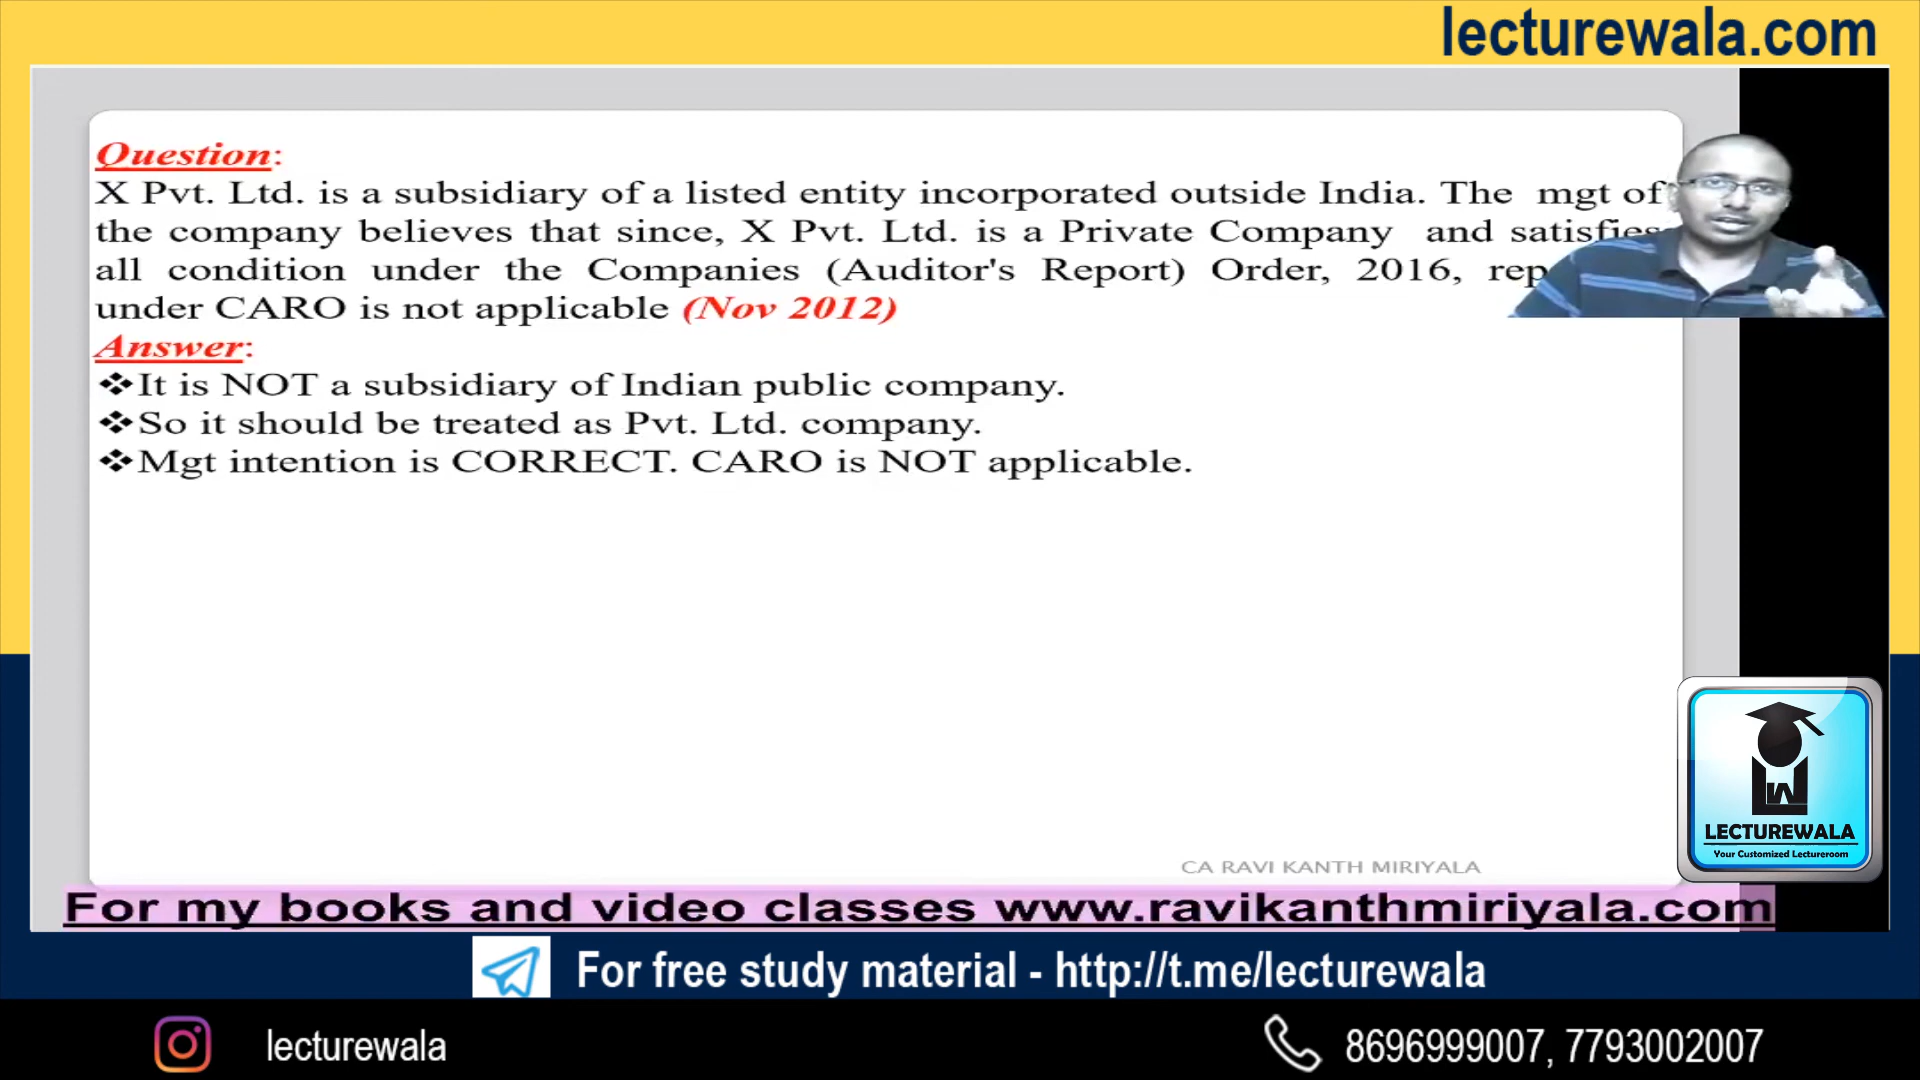 lecturewala.com
Question:
X Pvt. Ltd. is a subsidiary of a listed entity incorporated outside India. The mgt of
the company believes that since, X Pvt. Ltd. is a Private Company and satisfies
all condition under the Companies (Auditor's Report) Order, 2016,
under CARO is not applicable (Nov 2012)
Answer:
❖It is NOT a subsidiary of Indian public company.
❖So it should be treated as Pvt. Ltd. company.
❖Mgt intention is CORRECT. CARO is NOT applicable.
LECTUREWALA
Your Customized Lectureroom
CA RAVI KANTH MIRIYALA
For my books and video classes www.ravikanthmiriyala.com
For free study material - http://t.me/lecturewala
lecturewala
8696999007, 7793002007